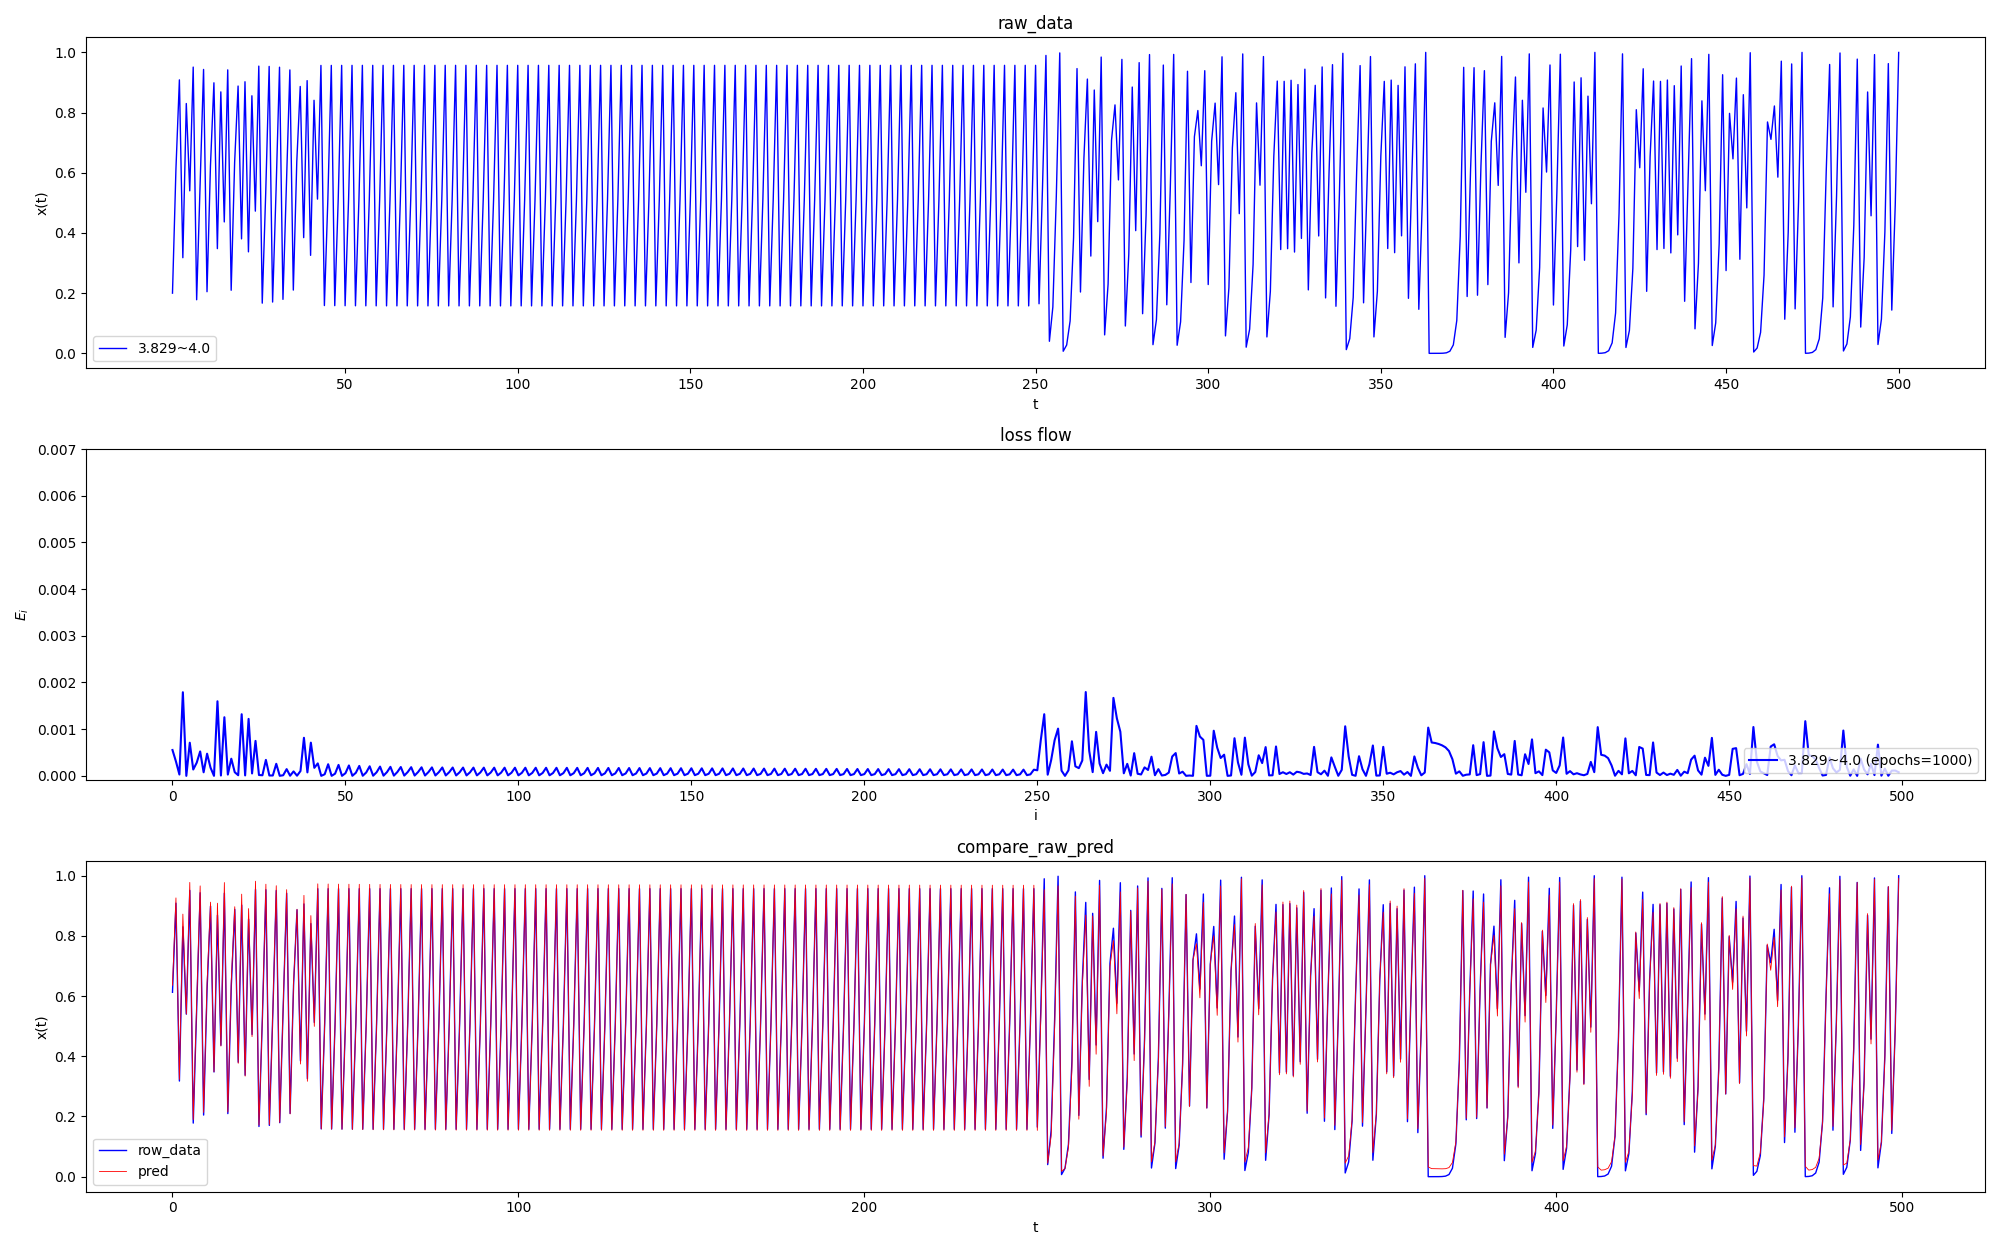 raw_data
x(t)
1.0
0.8
0.6
0.4
0.2
0.0
3.829~4.0
50 100 150 200 250 300 350 400 450 500
t
loss flow
E_i
0.007
0.006
0.005
0.004
0.003
0.002
0.001
0.000
3.829~4.0 (epochs=1000)
0 50 100 150 200 250 300 350 400 450 500
i
compare_raw_pred
x(t)
1.0
0.8
0.6
0.4
0.2
0.0
row_data
pred
0 100 200 300 400 500
t